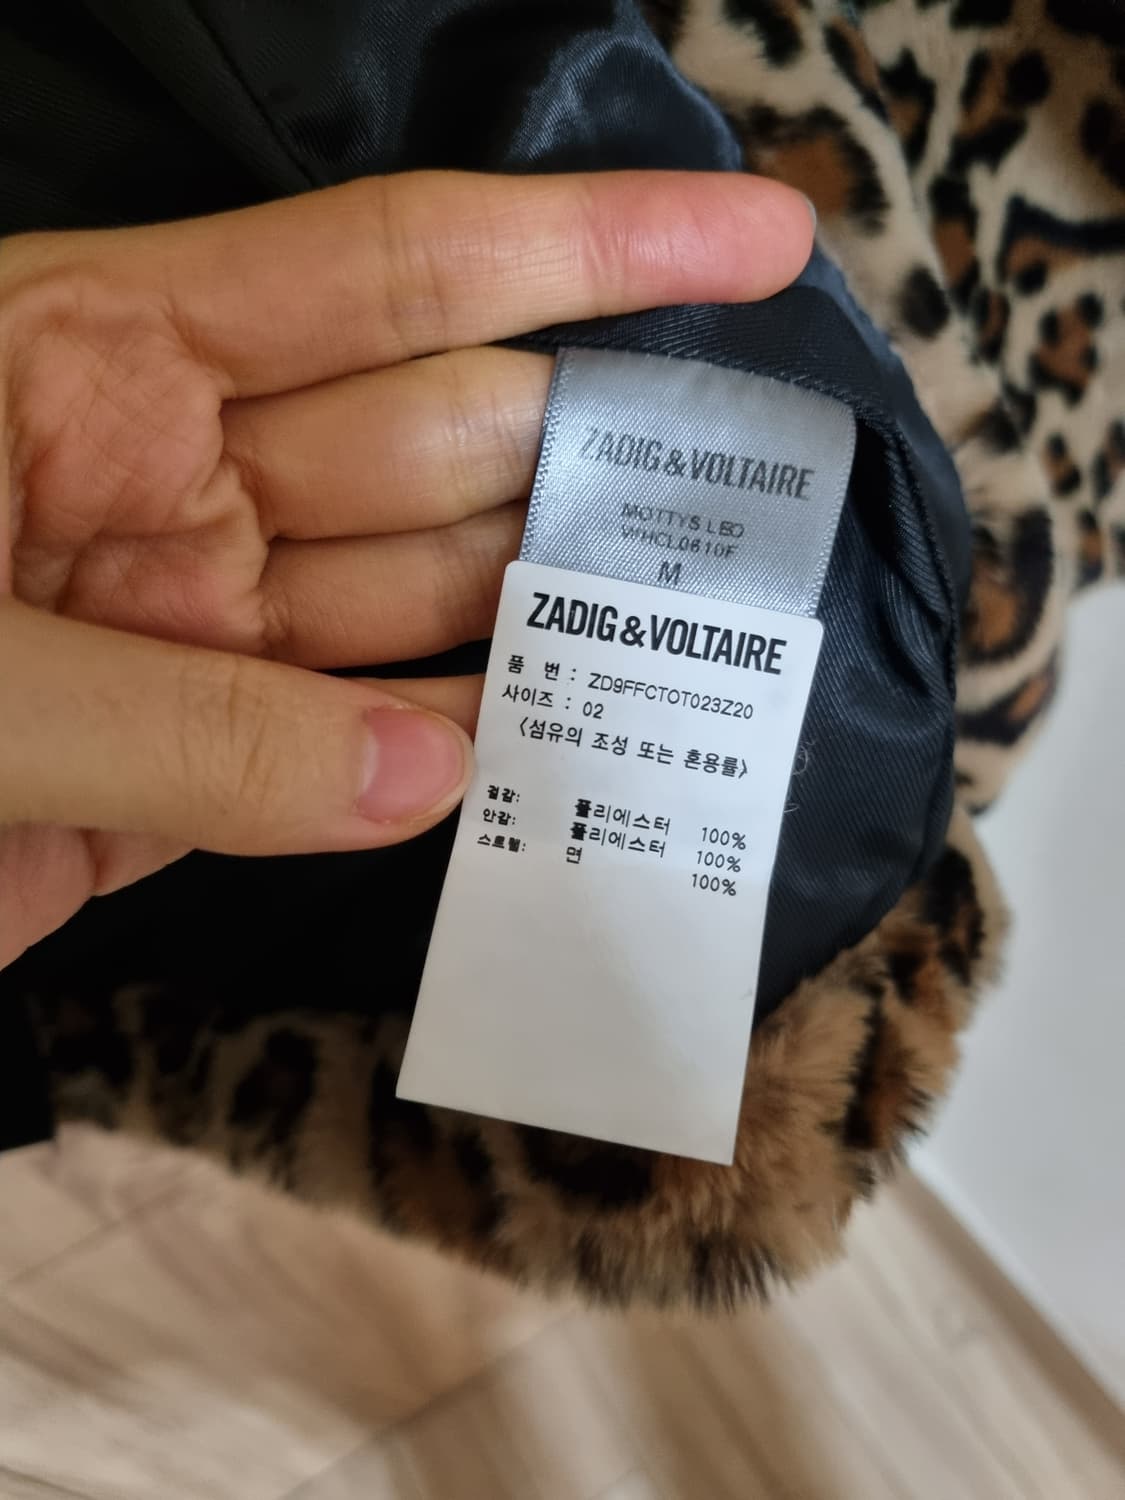 ZADIG&VOLTAIRE
MOTTYS LEO
WHCL0610F
M
ZADIG&VOLTAIRE
품 번 : ZD9FFCTOT023Z20
사이즈 : 02
<섬유의 조성 또는 혼용률>
겉감: 폴리에스터 100%
안감: 폴리에스터 100%
스트링: 면 100%